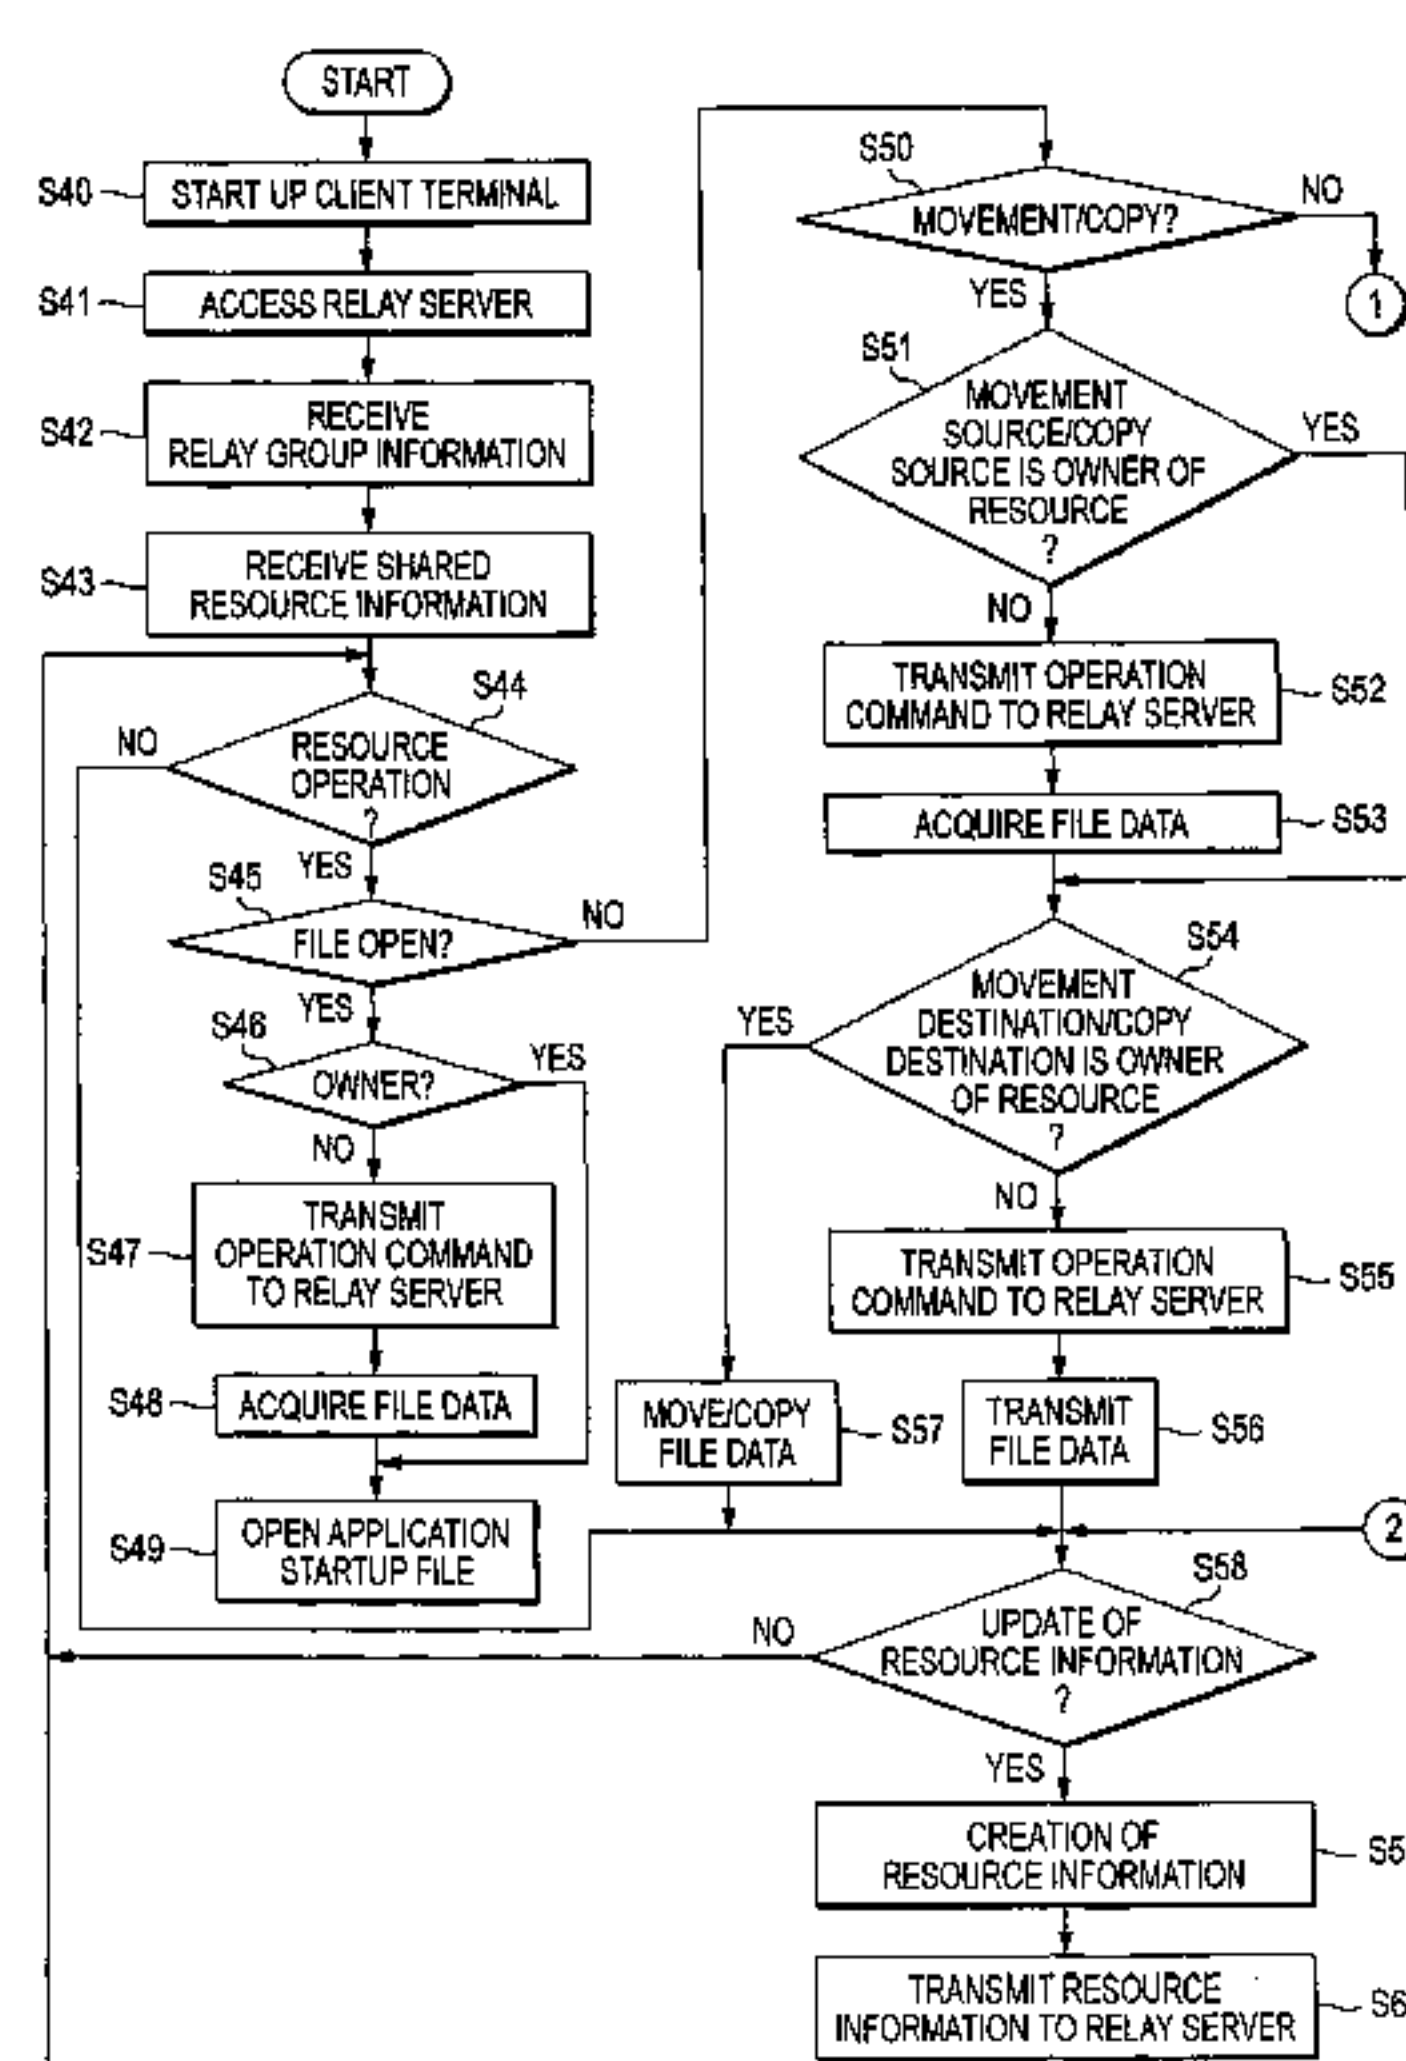 START
S40
START UP CLIENT TERMINAL
S41
ACCESS RELAY SERVER
S42
RECEIVE
RELAY GROUP INFORMATION
S43
RECEIVE SHARED
RESOURCE INFORMATION
S44
NO
RESOURCE
OPERATION
?
YES
S45
FILE OPEN?
NO
YES
S46
OWNER?
YES
NO
S47
TRANSMIT
OPERATION COMMAND
TO RELAY SERVER
S48
ACQUIRE FILE DATA
S49
OPEN APPLICATION
STARTUP FILE
S50
MOVEMENT/COPY?
NO
1
YES
S51
MOVEMENT
SOURCE/COPY
SOURCE IS OWNER OF
RESOURCE
?
YES
NO
TRANSMIT OPERATION
COMMAND TO RELAY SERVER
S52
ACQUIRE FILE DATA
S53
S54
MOVEMENT
DESTINATION/COPY
DESTINATION IS OWNER
OF RESOURCE
?
YES
NO
TRANSMIT OPERATION
COMMAND TO RELAY SERVER
S55
MOVE/COPY
FILE DATA
S57
TRANSMIT
FILE DATA
S56
2
S58
UPDATE OF
RESOURCE INFORMATION
?
NO
YES
CREATION OF
RESOURCE INFORMATION
S5
TRANSMIT RESOURCE
INFORMATION TO RELAY SERVER
S6